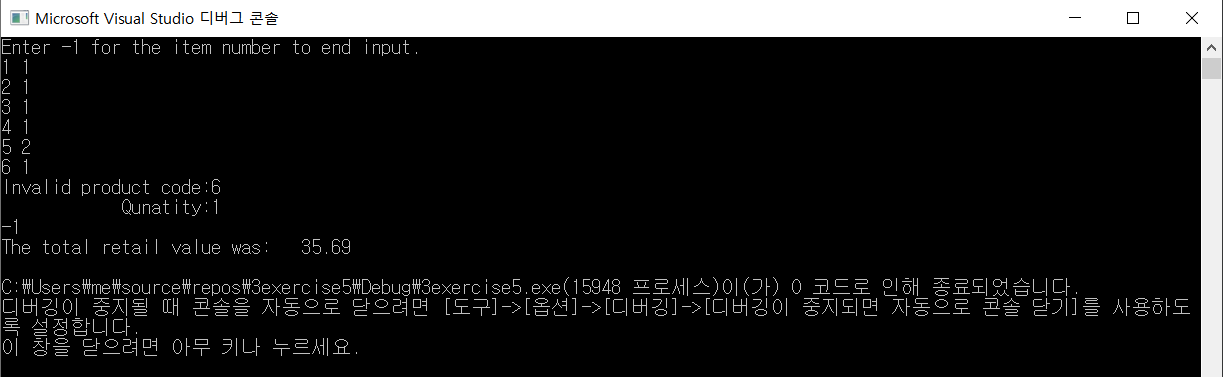 Microsoft Visual Studio 디버그 콘솔
Enter -1 for the item number to end input.
1 1
2 1
3 1
4 1
5 2
6 1
Invalid product code:6
            Qunatity:1
-1
The total retail value was:   35.69
C:₩Users₩me₩source₩repos₩3exercise5₩Debug₩3exercise5.exe(15948 프로세스)이(가) 0 코드로 인해 종료되었습니다.
디버깅이 중지될 때 콘솔을 자동으로 닫으려면 [도구]->[옵션]->[디버깅]->[디버깅이 중지되면 자동으로 콘솔 닫기]를 사용하도
록 설정합니다.
이 창을 닫으려면 아무 키나 누르세요.